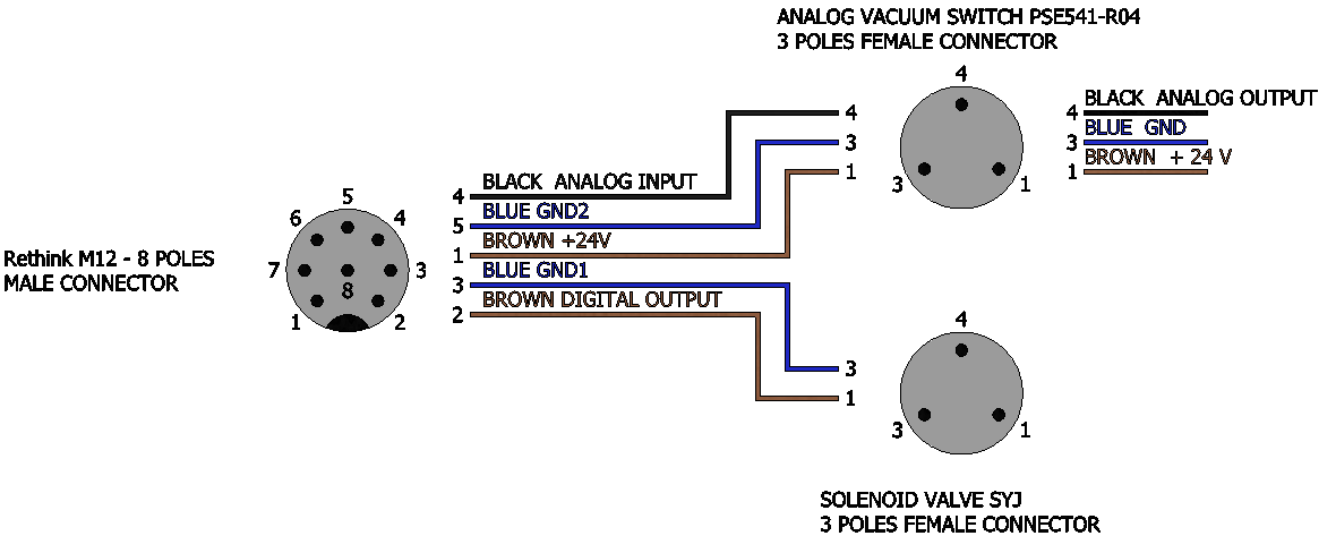 ANALOG VACUUM SWITCH PSE541-R04
3 POLES FEMALE CONNECTOR
4
4
3
1
3
1
4 BLACK ANALOG OUTPUT
3 BLUE GND
1 BROWN + 24 V
Rethink M12 - 8 POLES
MALE CONNECTOR
5
6
4
7
3
8
1
2
4 BLACK ANALOG INPUT
5 BLUE GND2
1 BROWN +24V
3 BLUE GND1
2 BROWN DIGITAL OUTPUT
3
1
4
3
1
SOLENOID VALVE SYJ
3 POLES FEMALE CONNECTOR